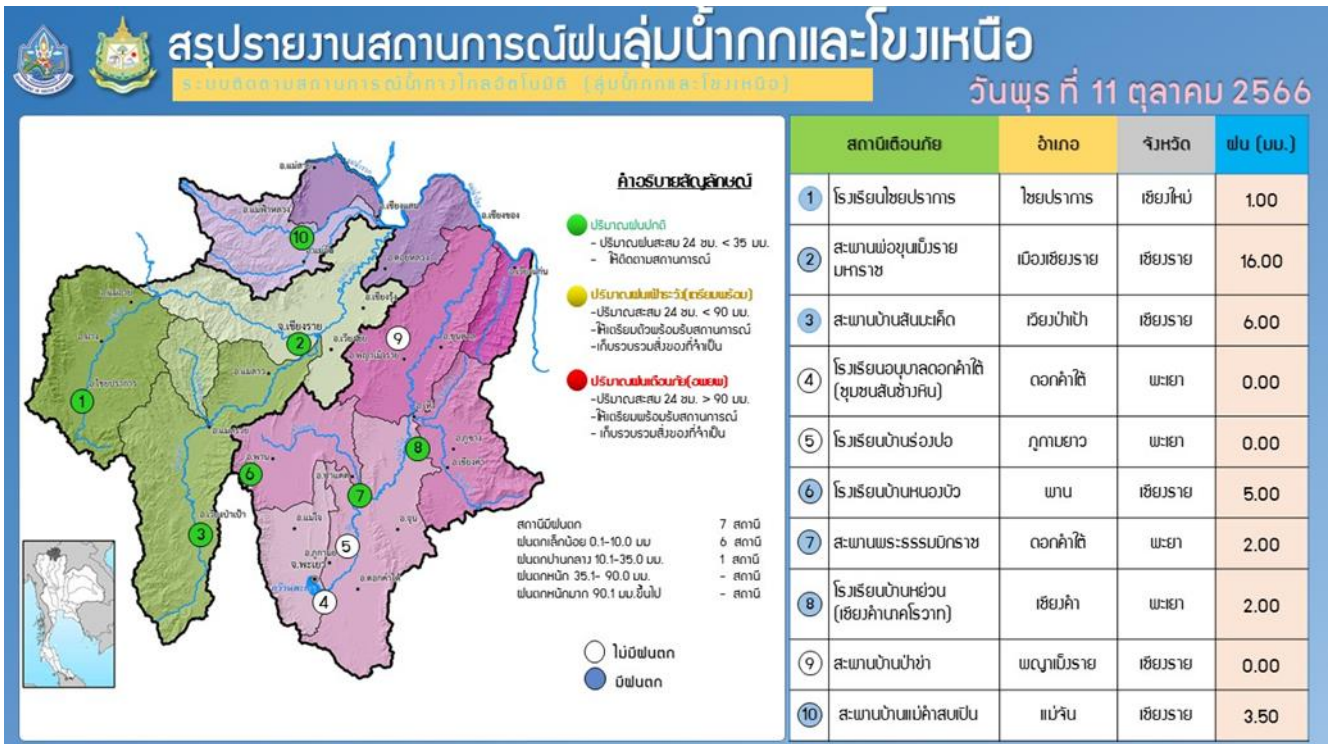 สรุปรายงานสถานการณ์ฝนลุ่มน้ำกกและโขงเหนือ
ระบบติดตามสถานการณ์น้ำทางไกลอัตโนมัติ (ลุ่มน้ำกกและโขงเหนือ)
วันพุธ ที่ 11 ตุลาคม 2566
คำอธิบายสัญลักษณ์
ปริมาณฝนปกติ
- ปริมาณฝนสะสม 24 ชม. < 35 มม.
- ให้ติดตามสถานการณ์
ปริมาณฝนเฝ้าระวัง(เตรียมพร้อม)
-ปริมาณสะสม 24 ชม. < 90 มม.
-ให้เตรียมตัวพร้อมรับสถานการณ์
-เก็บรวบรวมสิ่งของที่จำเป็น
ปริมาณฝนเตือนภัย(อพยพ)
-ปริมาณสะสม 24 ชม. > 90 มม.
-ให้เตรียมพร้อมรับสถานการณ์
- เก็บรวบรวมสิ่งของที่จำเป็น
อ.แม่สาย
อ.แม่ฟ้าหลวง
อ.เชียงแสน
อ.เชียงของ
10
อ.ดอยหลวง
อ.เวียงแก่น
อ.แม่อาย
อ.เชียงรุ้ง
อ.ฝาง
จ.เชียงราย
2
อ.เวียงชัย
9
อ.ขุนตาล
อ.พญาเม็งราย
อ.แม่ลาว
อ.ไชยปราการ
1
อ.เทิง
อ.แม่สรวย
8
อ.ภูซาง
อ.พาน
อ.เชียงคำ
6
อ.ป่าแดด
7
อ.เวียงป่าเป้า
3
อ.แม่ใจ
อ.จุน
5
จ.พะเยา
อ.ดอกคำใต้
4
สถานีมีฝนตก 7 สถานี
ฝนตกเล็กน้อย 0.1-10.0 มม 6 สถานี
ฝนตกปานกลาง 10.1-35.0 มม. 1 สถานี
ฝนตกหนัก 35.1- 90.0 มม. - สถานี
ฝนตกหนักมาก 90.1 มม.ขึ้นไป - สถานี
ไม่มีฝนตก
มีฝนตก
สถานีเตือนภัย อำเภอ จังหวัด ฝน (มม.)
1 โรงเรียนไชยปราการ ไชยปราการ เชียงใหม่ 1.00
2 สะพานพ่อขุนเม็งราย
มหาราช เมืองเชียงราย เชียงราย 16.00
3 สะพานบ้านสันมะเค็ด เวียงป่าเป้า เชียงราย 6.00
4 โรงเรียนอนุบาลดอกคำใต้
(ชุมชนสันช้างหิน) ดอกคำใต้ พะเยา 0.00
5 โรงเรียนบ้านร่องปอ ภูกามยาว พะเยา 0.00
6 โรงเรียนบ้านหนองบัว พาน เชียงราย 5.00
7 สะพานพระธรรมมิกราช ดอกคำใต้ พะเยา 2.00
8 โรงเรียนบ้านหย่วน
(เชียงคำนาคโรวาท) เชียงคำ พะเยา 2.00
9 สะพานบ้านป่าข่า พญาเม็งราย เชียงราย 0.00
10 สะพานบ้านแม่คำสบเปิน แม่จัน เชียงราย 3.50